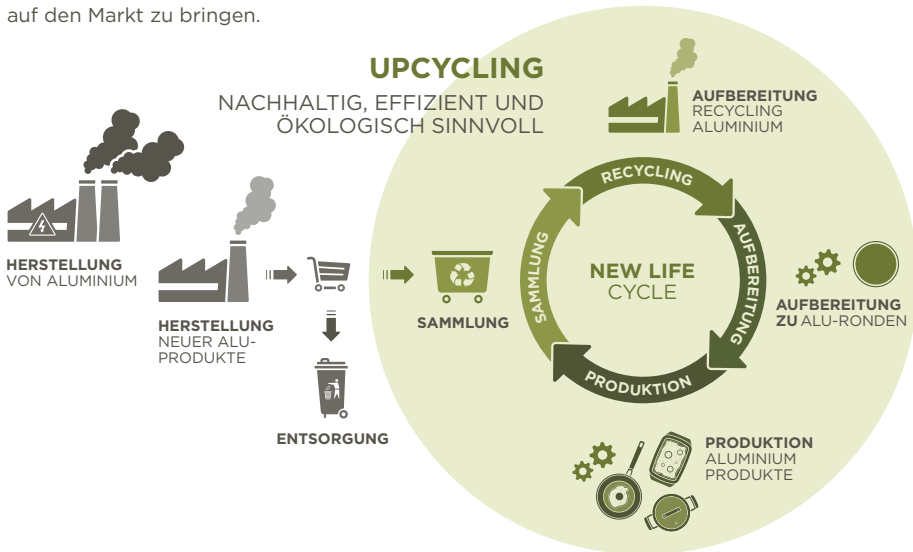 auf den Markt zu bringen.
UPCYCLING
NACHHALTIG, EFFIZIENT UND
ÖKOLOGISCH SINNVOLL
AUFBEREITUNG
RECYCLING
ALUMINIUM
HERSTELLUNG
VON ALUMINIUM
HERSTELLUNG
NEUER ALU-
PRODUKTE
ENTSORGUNG
SAMMLUNG
SAMMLUNG
RECYCLING
AUFBEREITUNG
PRODUKTION
NEW LIFE
CYCLE
AUFBEREITUNG
ZU ALU-RONDEN
PRODUKTION
ALUMINIUM
PRODUKTE